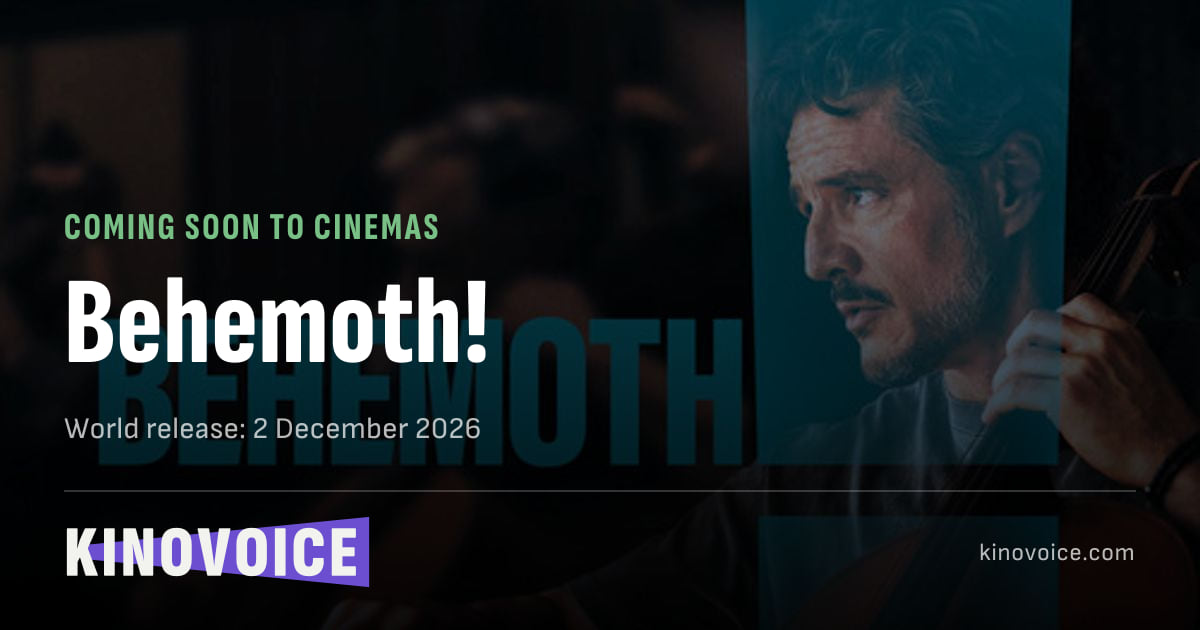 COMING SOON TO CINEMAS
Behemoth!
BEHEMOTH
World release: 2 December 2026
KINOVOICE
kinovoice.com